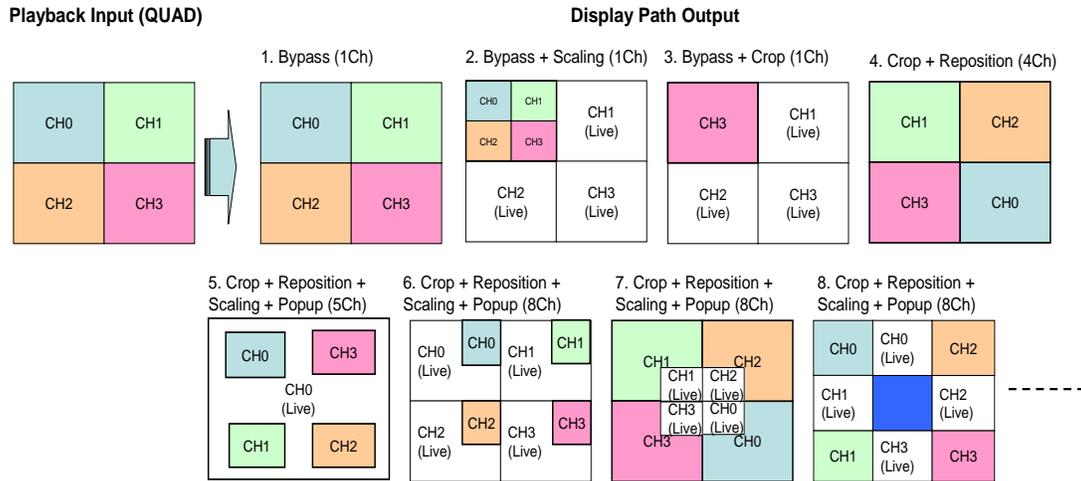 Playback Input (QUAD)
Display Path Output
1. Bypass (1Ch)
2. Bypass + Scaling (1Ch)
3. Bypass + Crop (1Ch)
4. Crop + Reposition (4Ch)
CH0
CH1
CH2
CH3
CH0
CH1
CH2
CH3
CH0
CH1
CH2
CH3
CH1
(Live)
CH2
(Live)
CH3
(Live)
CH3
CH1
(Live)
CH2
(Live)
CH3
(Live)
CH1
CH2
CH3
CH0
5. Crop + Reposition +
Scaling + Popup (5Ch)
6. Crop + Reposition +
Scaling + Popup (8Ch)
7. Crop + Reposition +
Scaling + Popup (8Ch)
8. Crop + Reposition +
Scaling + Popup (8Ch)
CH0
CH3
CH0
(Live)
CH1
CH2
CH0
(Live)
CH0
CH1
(Live)
CH1
CH2
(Live)
CH2
CH3
(Live)
CH3
CH1
CH2
CH1
(Live)
CH2
(Live)
CH3
(Live)
CH0
(Live)
CH3
CH0
CH0
CH0
(Live)
CH2
CH1
(Live)
CH2
(Live)
CH1
CH3
(Live)
CH3